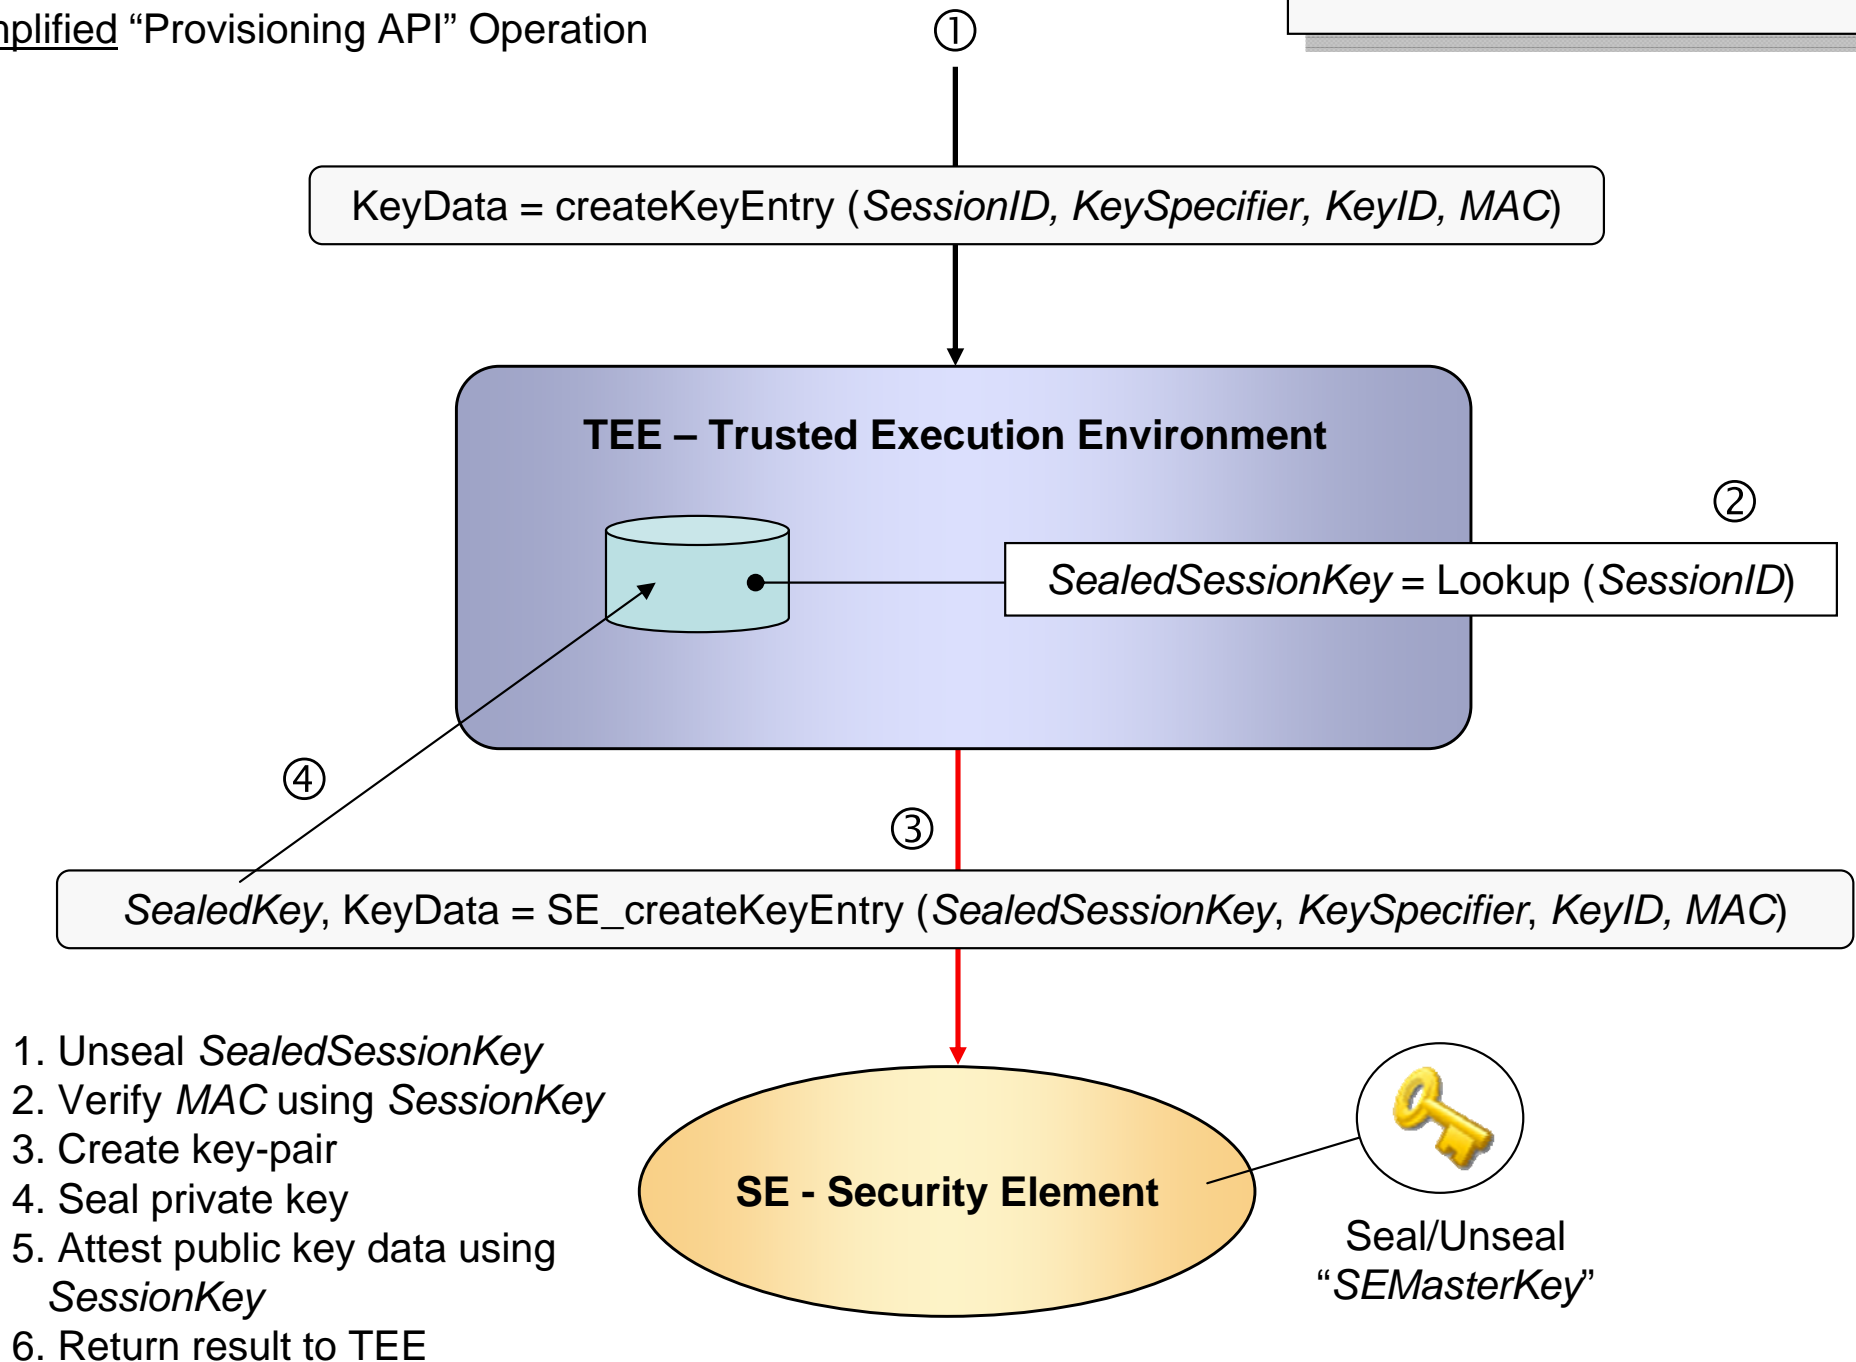 mplified “Provisioning API” Operation
①
KeyData = createKeyEntry (SessionID, KeySpecifier, KeyID, MAC)
TEE – Trusted Execution Environment
②
SealedSessionKey = Lookup (SessionID)
④
③
SealedKey, KeyData = SE_createKeyEntry (SealedSessionKey, KeySpecifier, KeyID, MAC)
1. Unseal SealedSessionKey
2. Verify MAC using SessionKey
3. Create key-pair
4. Seal private key
5. Attest public key data using
SessionKey
6. Return result to TEE
SE - Security Element
Seal/Unseal
“SEMasterKey”